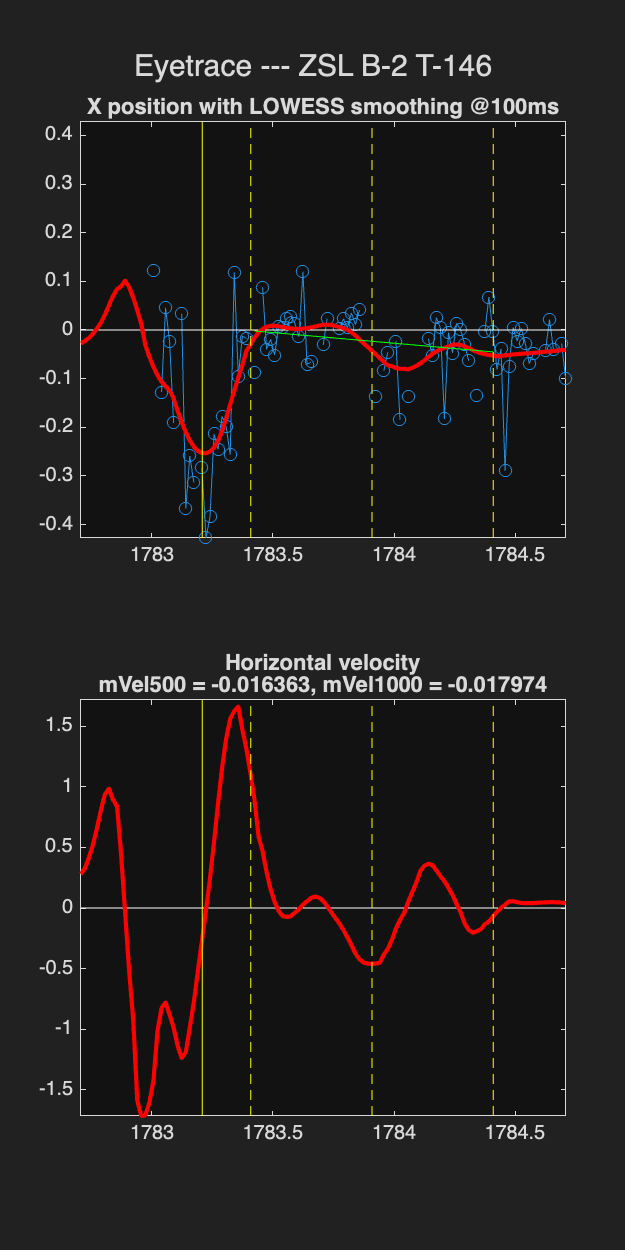 Eyetrace --- ZSL B-2 T-146
X position with LOWESS smoothing @100ms
0.4
0.3
0.2
0.1
0
-0.1
-0.2
-0.3
-0.4
1783 1783.5 1784 1784.5
Horizontal velocity
mVel500 = -0.016363, mVel1000 = -0.017974
1.5
1
0.5
0
-0.5
-1
-1.5
1783 1783.5 1784 1784.5